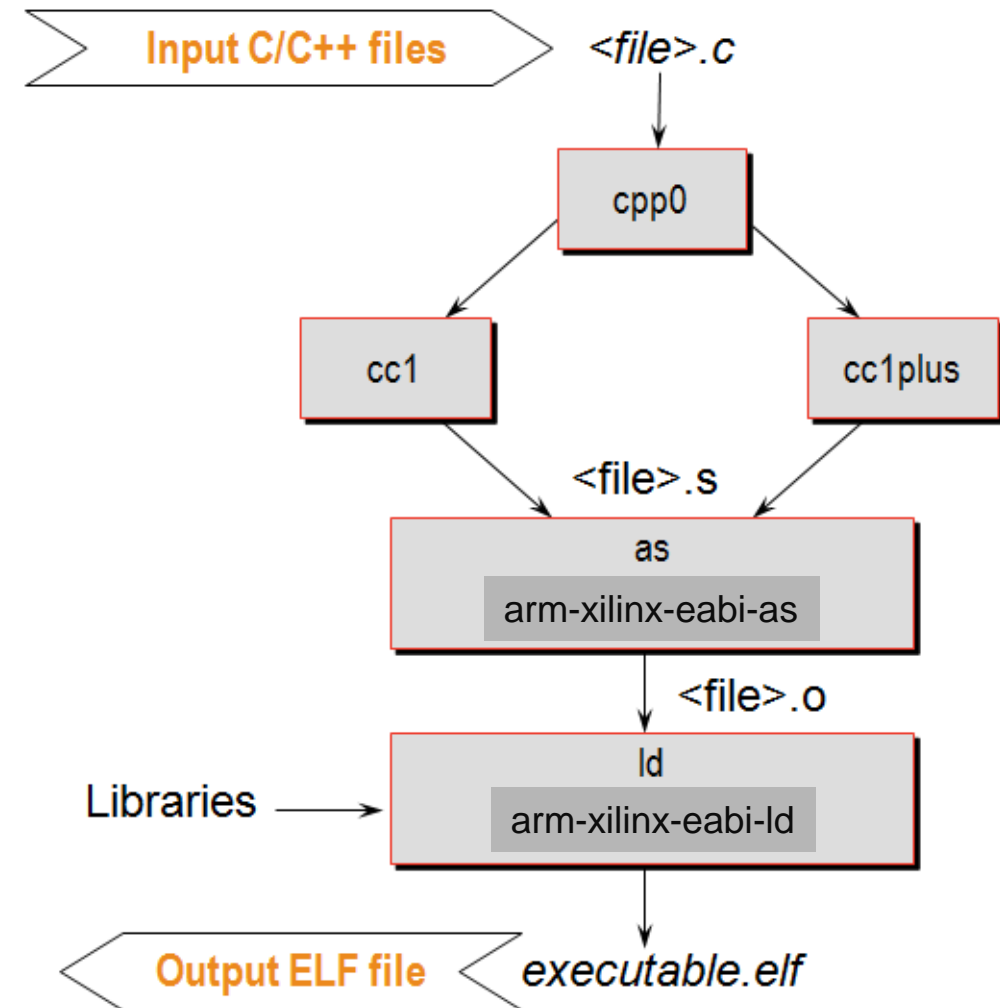 Input C/C++ files
<file>.c
cpp0
cc1
cc1plus
<file>.s
as
arm-xilinx-eabi-as
<file>.o
ld
Libraries
arm-xilinx-eabi-ld
Output ELF file
executable.elf